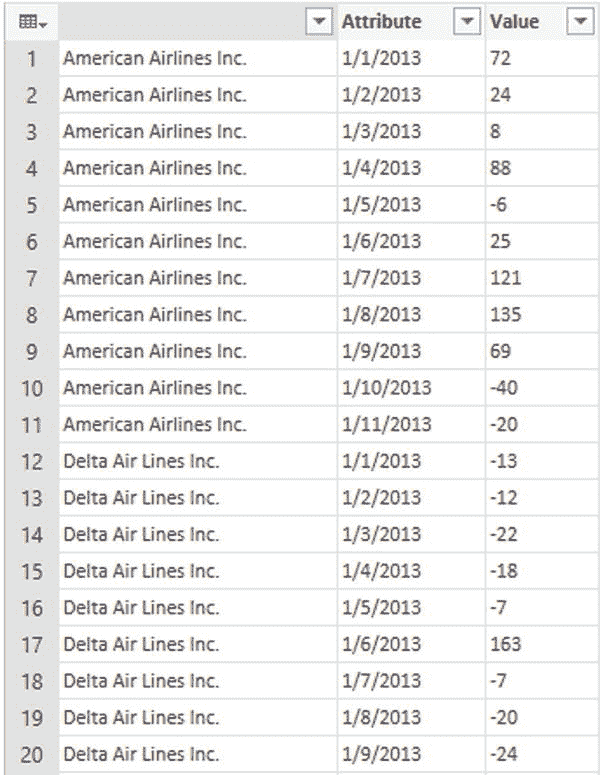 Attribute Value
1 American Airlines Inc. 1/1/2013 72
2 American Airlines Inc. 1/2/2013 24
3 American Airlines Inc. 1/3/2013 8
4 American Airlines Inc. 1/4/2013 88
5 American Airlines Inc. 1/5/2013 -6
6 American Airlines Inc. 1/6/2013 25
7 American Airlines Inc. 1/7/2013 121
8 American Airlines Inc. 1/8/2013 135
9 American Airlines Inc. 1/9/2013 69
10 American Airlines Inc. 1/10/2013 -40
11 American Airlines Inc. 1/11/2013 -20
12 Delta Air Lines Inc. 1/1/2013 -13
13 Delta Air Lines Inc. 1/2/2013 -12
14 Delta Air Lines Inc. 1/3/2013 -22
15 Delta Air Lines Inc. 1/4/2013 -18
16 Delta Air Lines Inc. 1/5/2013 -7
17 Delta Air Lines Inc. 1/6/2013 163
18 Delta Air Lines Inc. 1/7/2013 -7
19 Delta Air Lines Inc. 1/8/2013 -20
20 Delta Air Lines Inc. 1/9/2013 -24